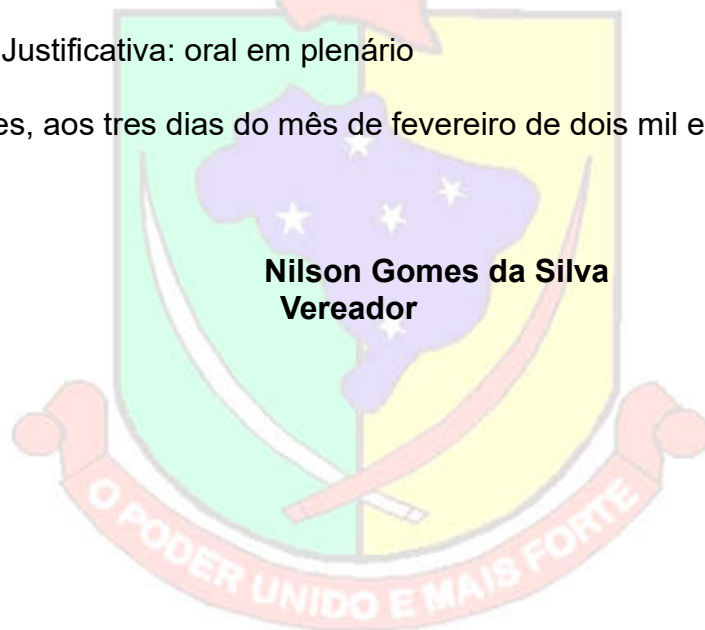 Justificativa: oral em plenário
es, aos tres dias do mês de fevereiro de dois mil e
Nilson Gomes da Silva
Vereador
O PODER UNIDO E MAIS FORTE